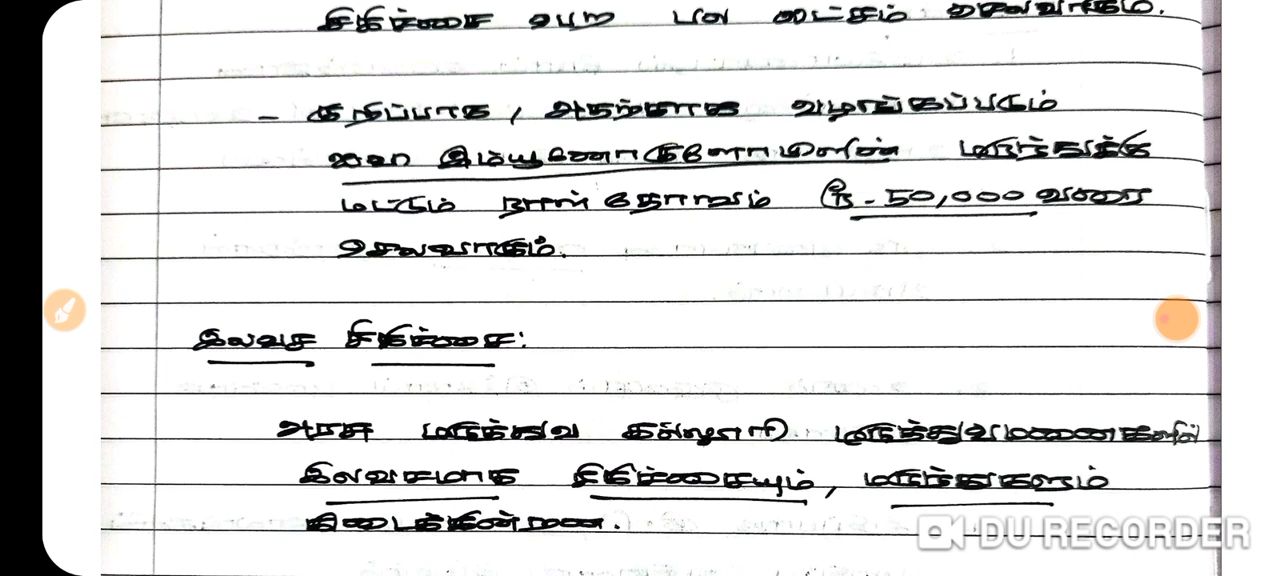 சிகிச்சை பெற பல லட்சம் செலவாகும்.
- குறிப்பாக, அதற்காக வழங்கப்படும்
இம்யூனோகுளோபுளின் மருந்துக்கு
மட்டும் நாள் தோறும் ரூ. 50,000 வரை
செலவாகும்.
இலவச சிகிச்சை:
அரசு மருத்துவ கல்லூரி மருத்துவமனைகளில்
இலவசமாக சிகிச்சையும், மருந்துகளும்
கிடைக்கின்றன.
DU RECORDER